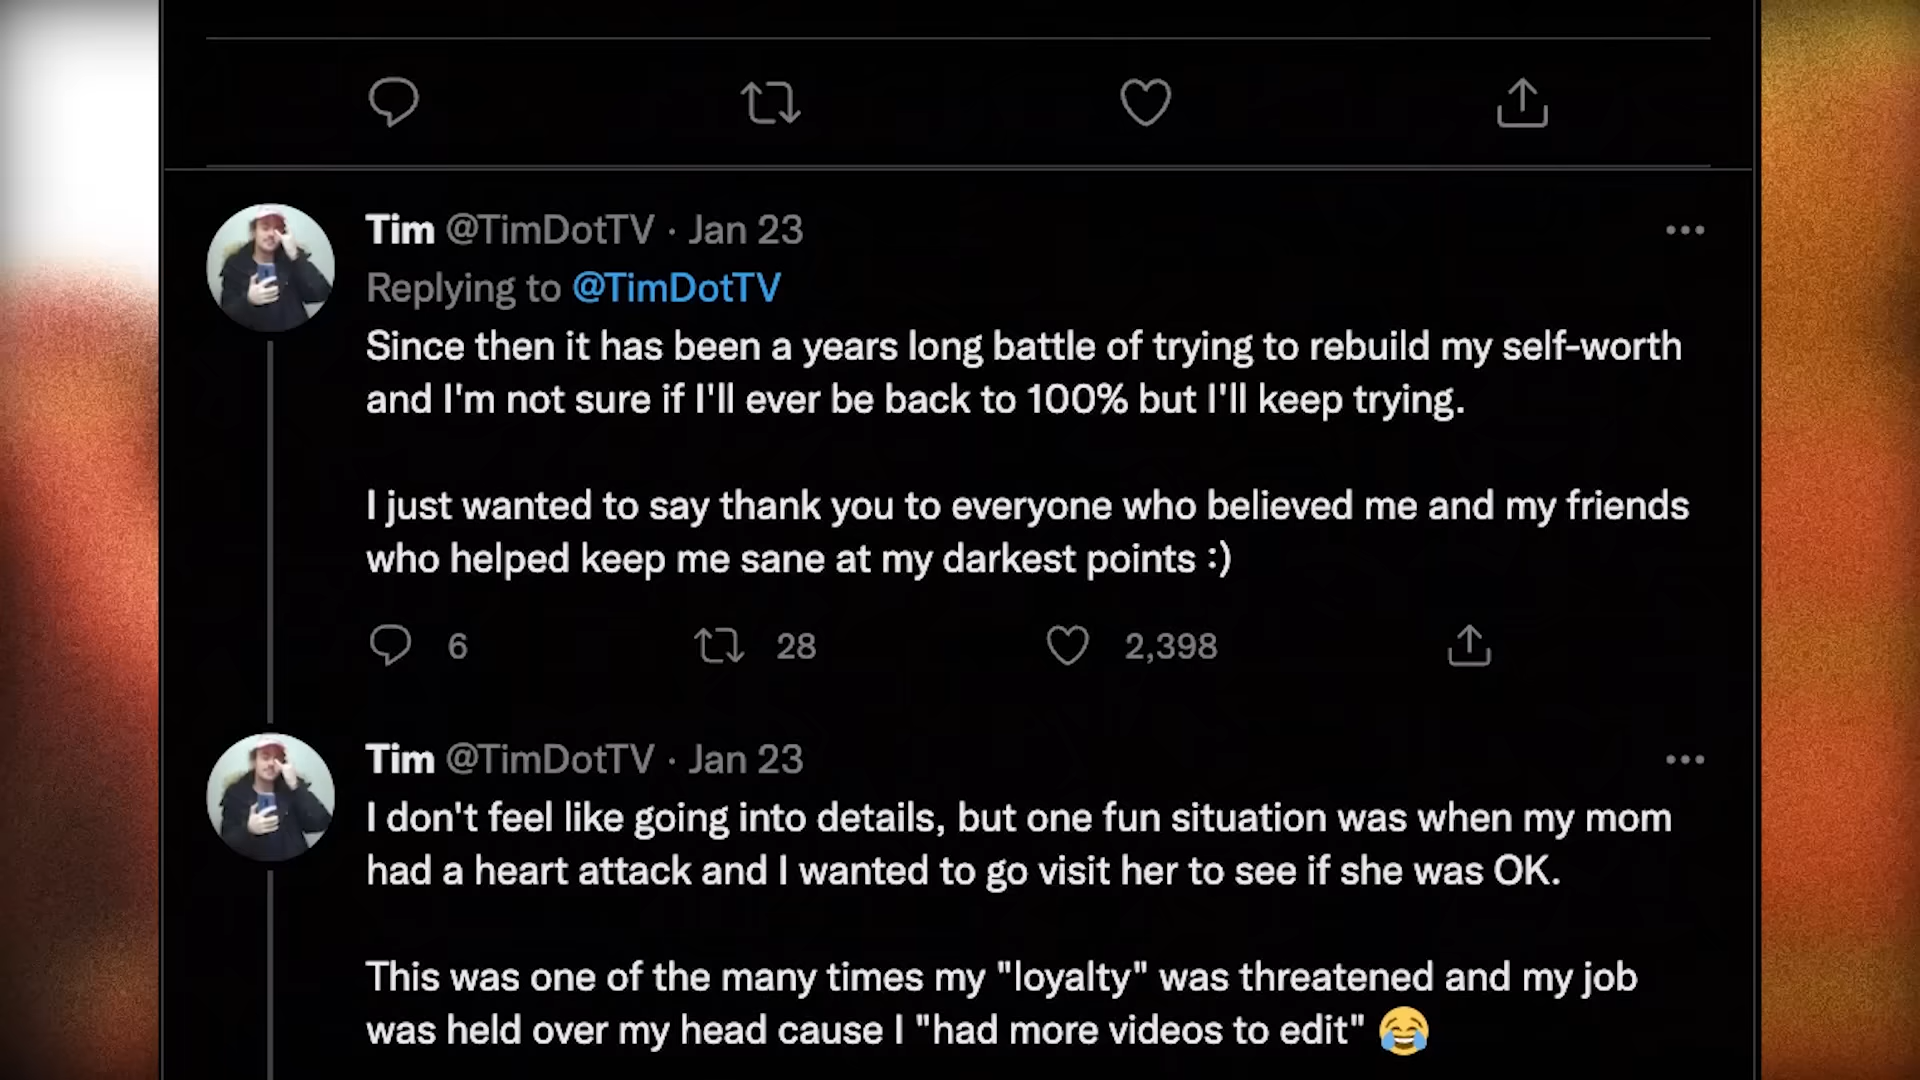 Tim @TimDotTV · Jan 23
Replying to @TimDotTV
Since then it has been a years long battle of trying to rebuild my self-worth
and I'm not sure if I'll ever be back to 100% but I'll keep trying.
I just wanted to say thank you to everyone who believed me and my friends
who helped keep me sane at my darkest points :)
6 28 2,398
Tim @TimDotTV · Jan 23
I don't feel like going into details, but one fun situation was when my mom
had a heart attack and I wanted to go visit her to see if she was OK.
This was one of the many times my "loyalty" was threatened and my job
was held over my head cause I "had more videos to edit" 😂